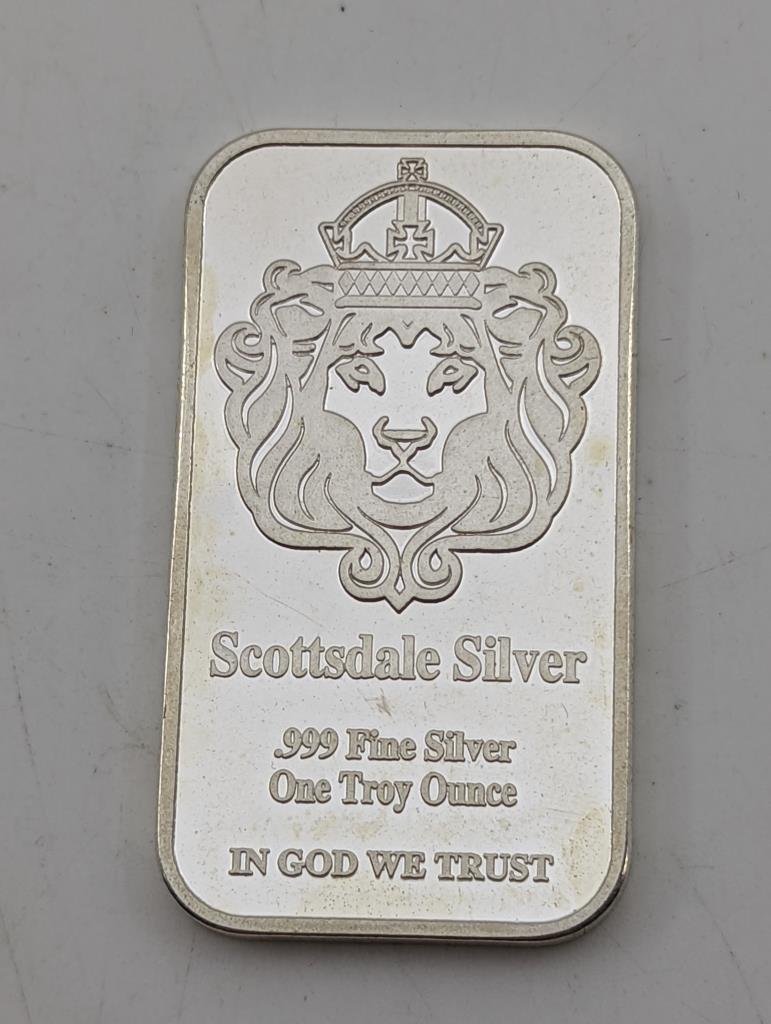 Scottsdale Silver
.999 Fine Silver
One Troy Ounce
IN GOD WE TRUST